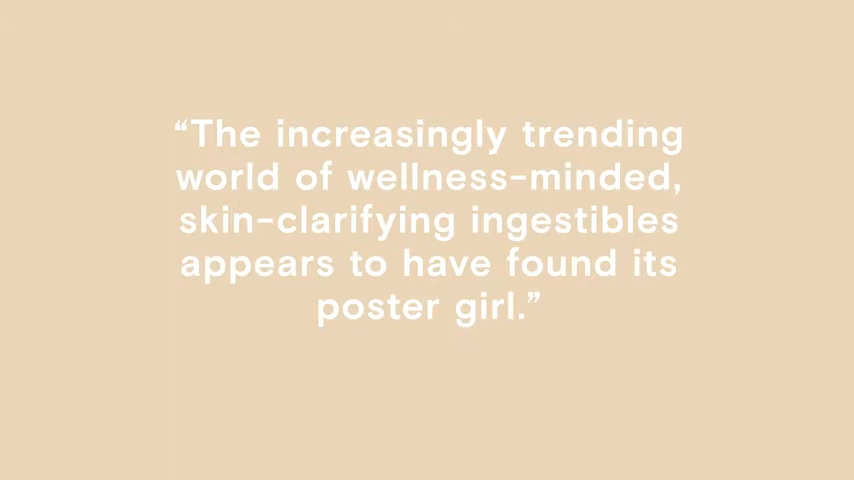 “The increasingly trending
world of wellness-minded,
skin-clarifying ingestibles
appears to have found its
poster girl.”